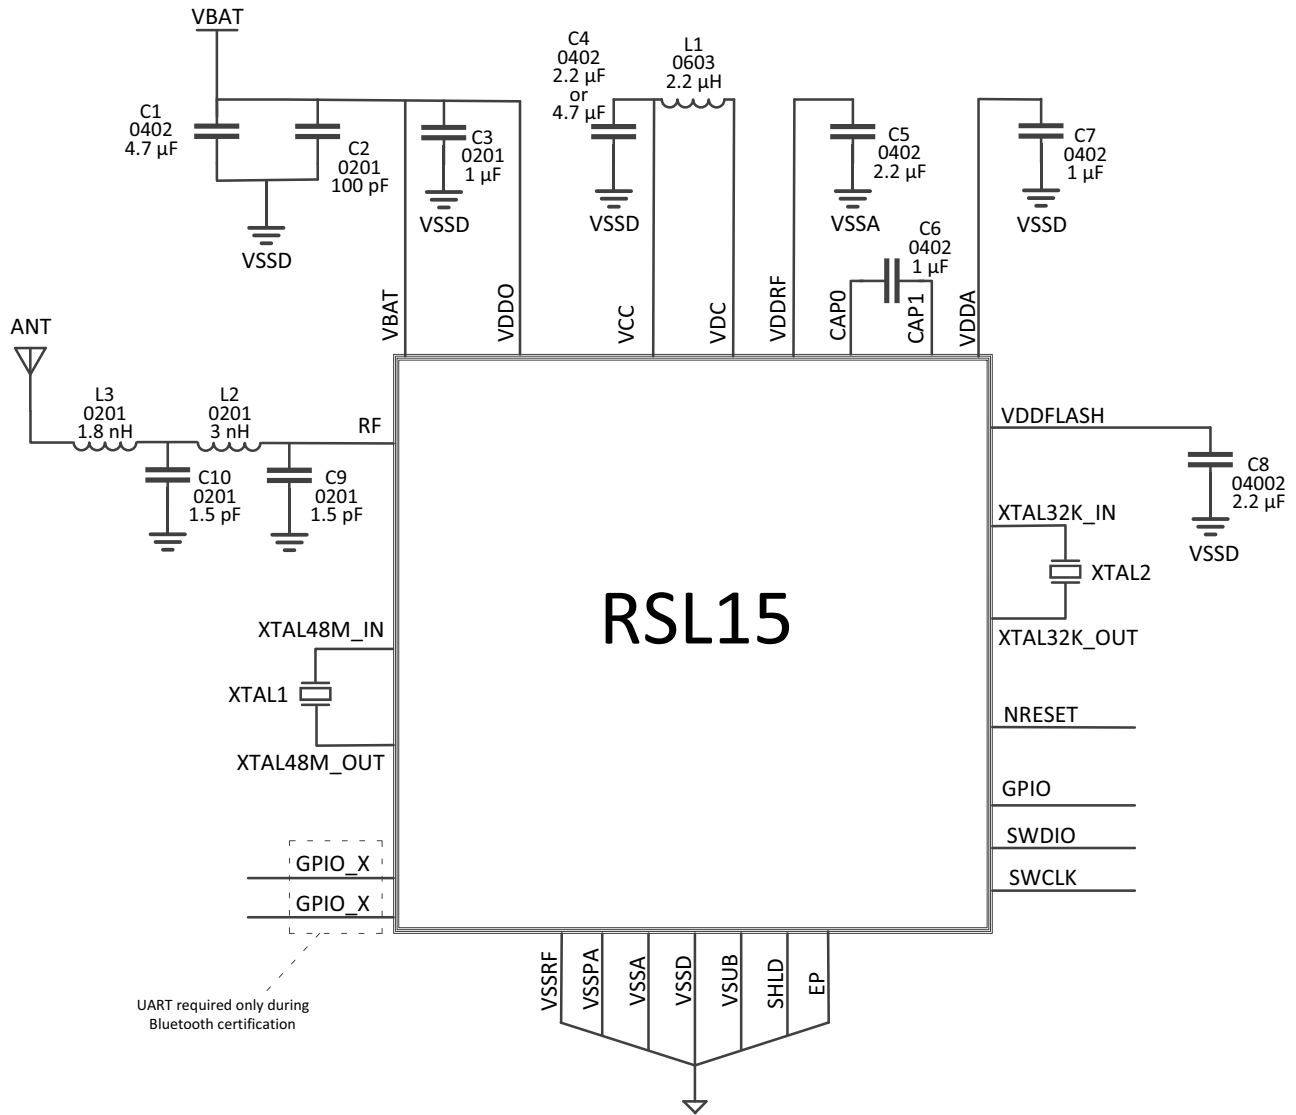 VBAT
C1
0402
4.7 µF
C2
0201
100 pF
VSSD
C3
0201
1 µF
VSSD
C4
0402
2.2 µF
or
4.7 µF
VSSD
L1
0603
2.2 µH
C5
0402
2.2 µF
VSSA
C6
0402
1 µF
C7
0402
1 µF
VSSD
VBAT
VDDO
VCC
VDC
VDDRF
CAP0
CAP1
VDDA
ANT
L3
0201
1.8 nH
L2
0201
3 nH
RF
C10
0201
1.5 pF
C9
0201
1.5 pF
VDDFLASH
C8
04002
2.2 µF
VSSD
XTAL32K_IN
XTAL2
XTAL32K_OUT
RSL15
XTAL48M_IN
XTAL1
XTAL48M_OUT
NRESET
GPIO
SWDIO
SWCLK
GPIO_X
GPIO_X
UART required only during
Bluetooth certification
VSSRF
VSSPA
VSSA
VSSD
VSUB
SHLD
EP